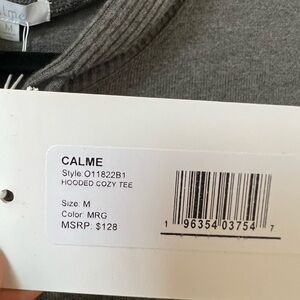 M
CALME
Style:O11822B1
HOODED COZY TEE
Size: M
Color: MRG
MSRP: $128
1 96354 03754 7